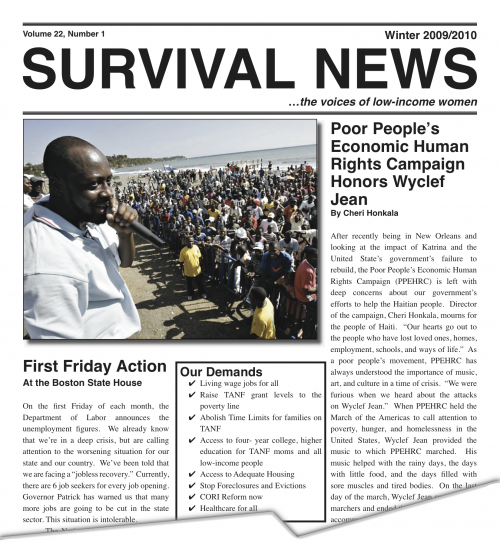 Volume 22, Number 1
Winter 2009/2010
SURVIVAL NEWS
…the voices of low-income women
Poor People's
Economic Human
Rights Campaign
Honors Wyclef
Jean
By Cheri Honkala
After recently being in New Orleans and
looking at the impact of Katrina and the
United State's government's failure to
rebuild, the Poor People's Economic Human
Rights Campaign (PPEHRC) is left with
deep concerns about our government's
efforts to help the Haitian people. Director
of the campaign, Cheri Honkala, mourns for
the people of Haiti. "Our hearts go out to
the people who have lost loved ones, homes,
employment, schools, and ways of life." As
a poor people's movement, PPEHRC has
always understood the importance of music,
art, and culture in a time of crisis. "We were
furious when we heard about the attacks
on Wyclef Jean." When PPEHRC held the
March of the Americas to call attention to
poverty, hunger, and homelessness in the
United States, Wyclef Jean provided the
music to which PPEHRC marched. His
music helped with the rainy days, the days
with little food, and the days filled with
sore muscles and tired bodies. On the last
day of the march, Wyclef Jean
marchers and ended
First Friday Action
At the Boston State House
On the first Friday of each month, the
Department of Labor announces the
unemployment figures. We already know
that we're in a deep crisis, but are calling
attention to the worsening situation for our
state and our country. We've been told that
we are facing a "jobless recovery." Currently,
there are 6 job seekers for every job opening.
Governor Patrick has warned us that many
more jobs are going to be cut in the state
sector. This situation is intolerable.
Our Demands
✔ Living wage jobs for all
✔ Raise TANF grant levels to the
poverty line
✔ Abolish Time Limits for families on
TANF
✔ Access to four- year college, higher
education for TANF moms and all
low-income people
✔ Access to Adequate Housing
✔ Stop Foreclosures and Evictions
✔ CORI Reform now
✔ Healthcare for all